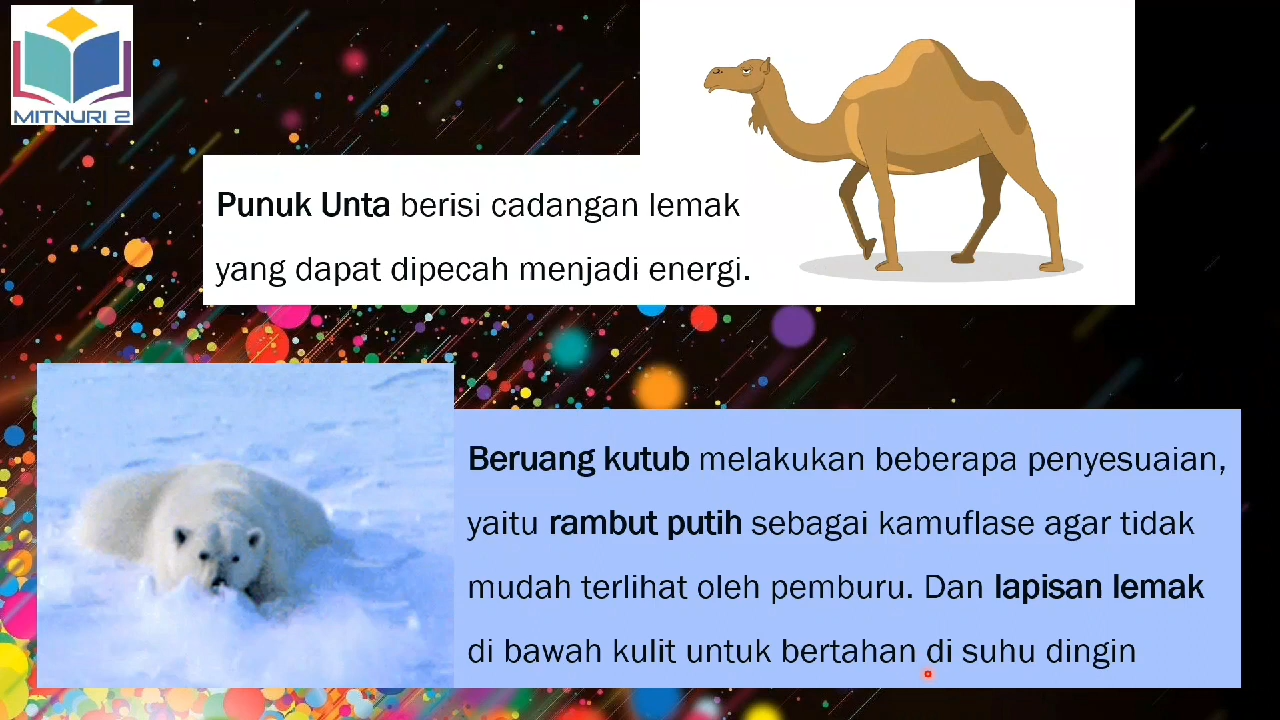 MITNURI 2
Punuk Unta berisi cadangan lemak
yang dapat dipecah menjadi energi.
Beruang kutub melakukan beberapa penyesuaian,
yaitu rambut putih sebagai kamuflase agar tidak
mudah terlihat oleh pemburu. Dan lapisan lemak
di bawah kulit untuk bertahan di suhu dingin